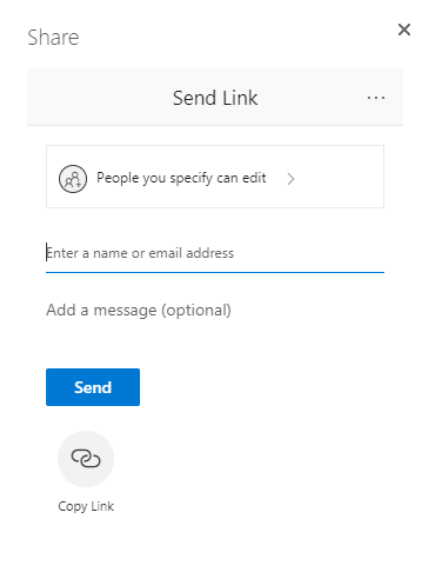 Share
Send Link
People you specify can edit
Enter a name or email address
Add a message (optional)
Send
Copy Link